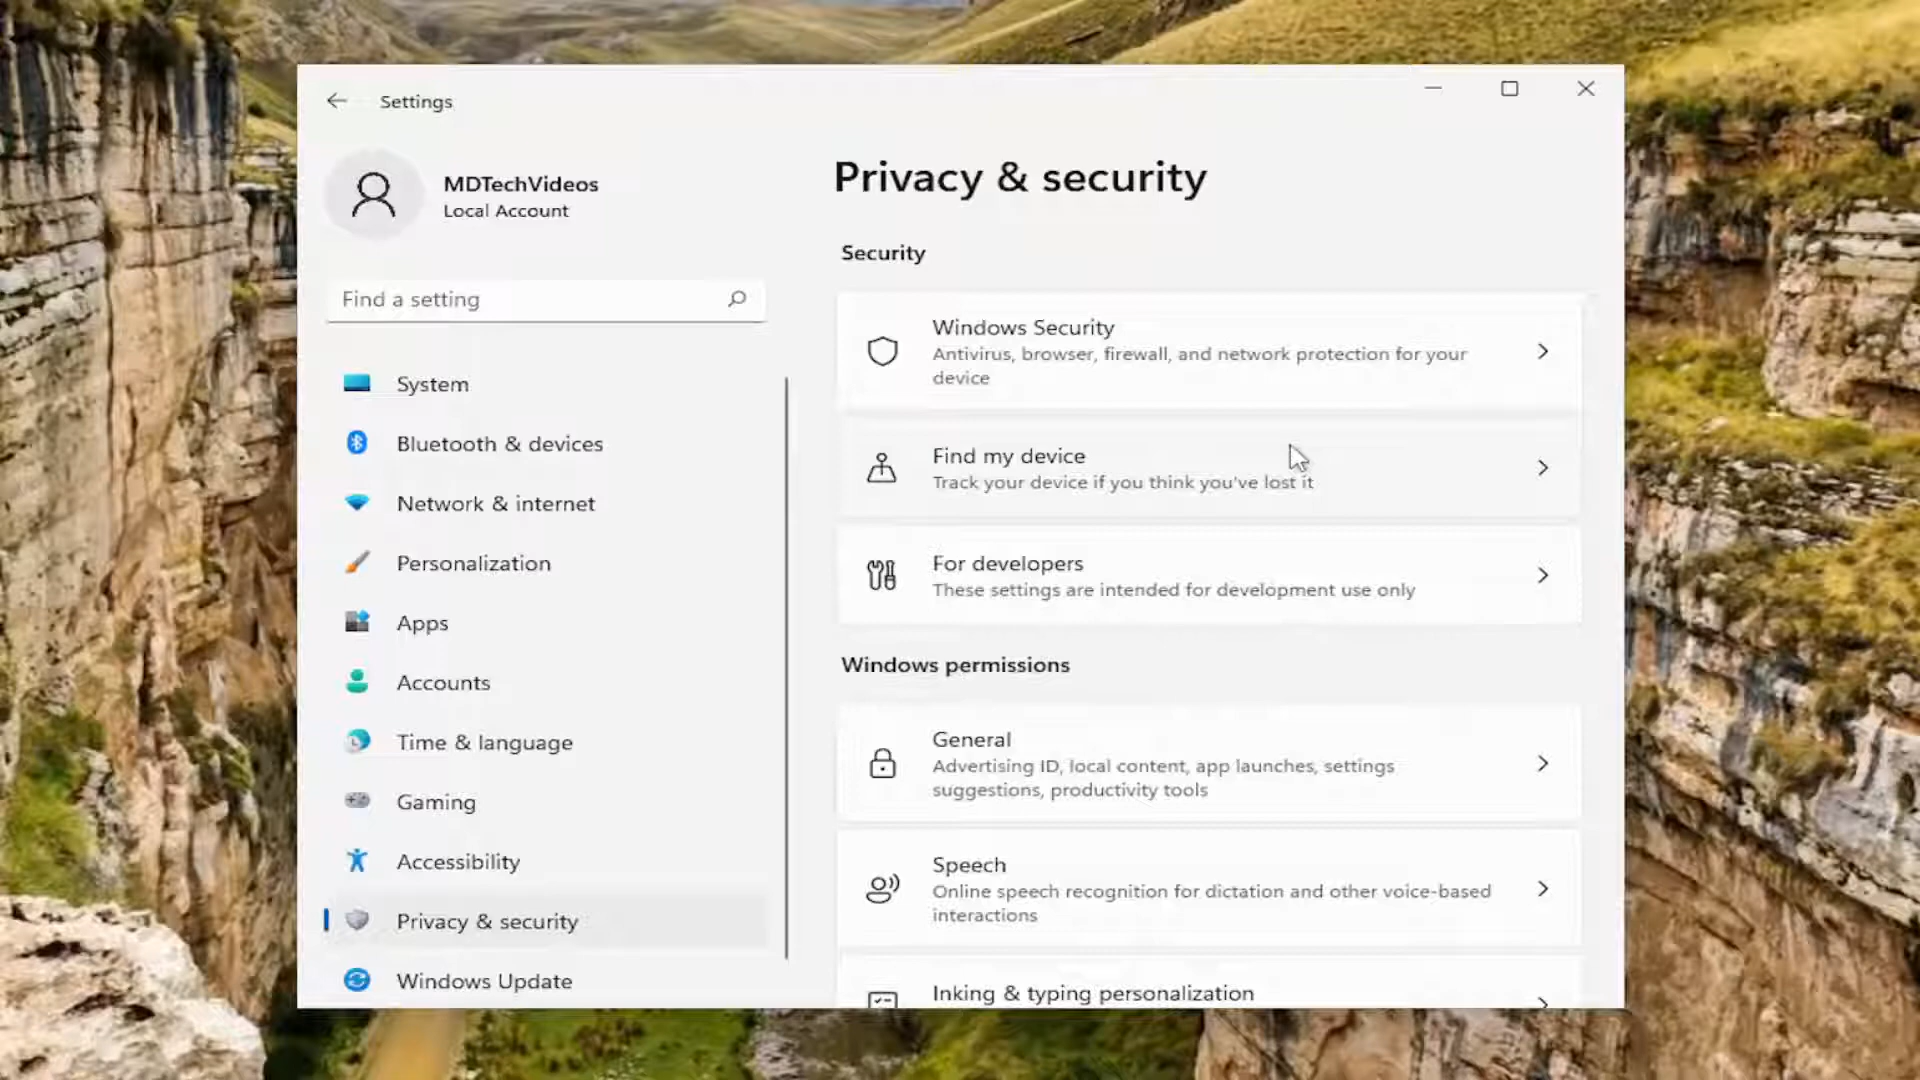 Settings
MDTechVideos
Local Account
Find a setting
System
Bluetooth & devices
Network & internet
Personalization
Apps
Accounts
Time & language
Gaming
Accessibility
Privacy & security
Windows Update
Privacy & security
Security
Windows Security
Antivirus, browser, firewall, and network protection for your
device
Find my device
Track your device if you think you've lost it
For developers
These settings are intended for development use only
Windows permissions
General
Advertising ID, local content, app launches, settings
suggestions, productivity tools
Speech
Online speech recognition for dictation and other voice-based
interactions
Inking & typing personalization